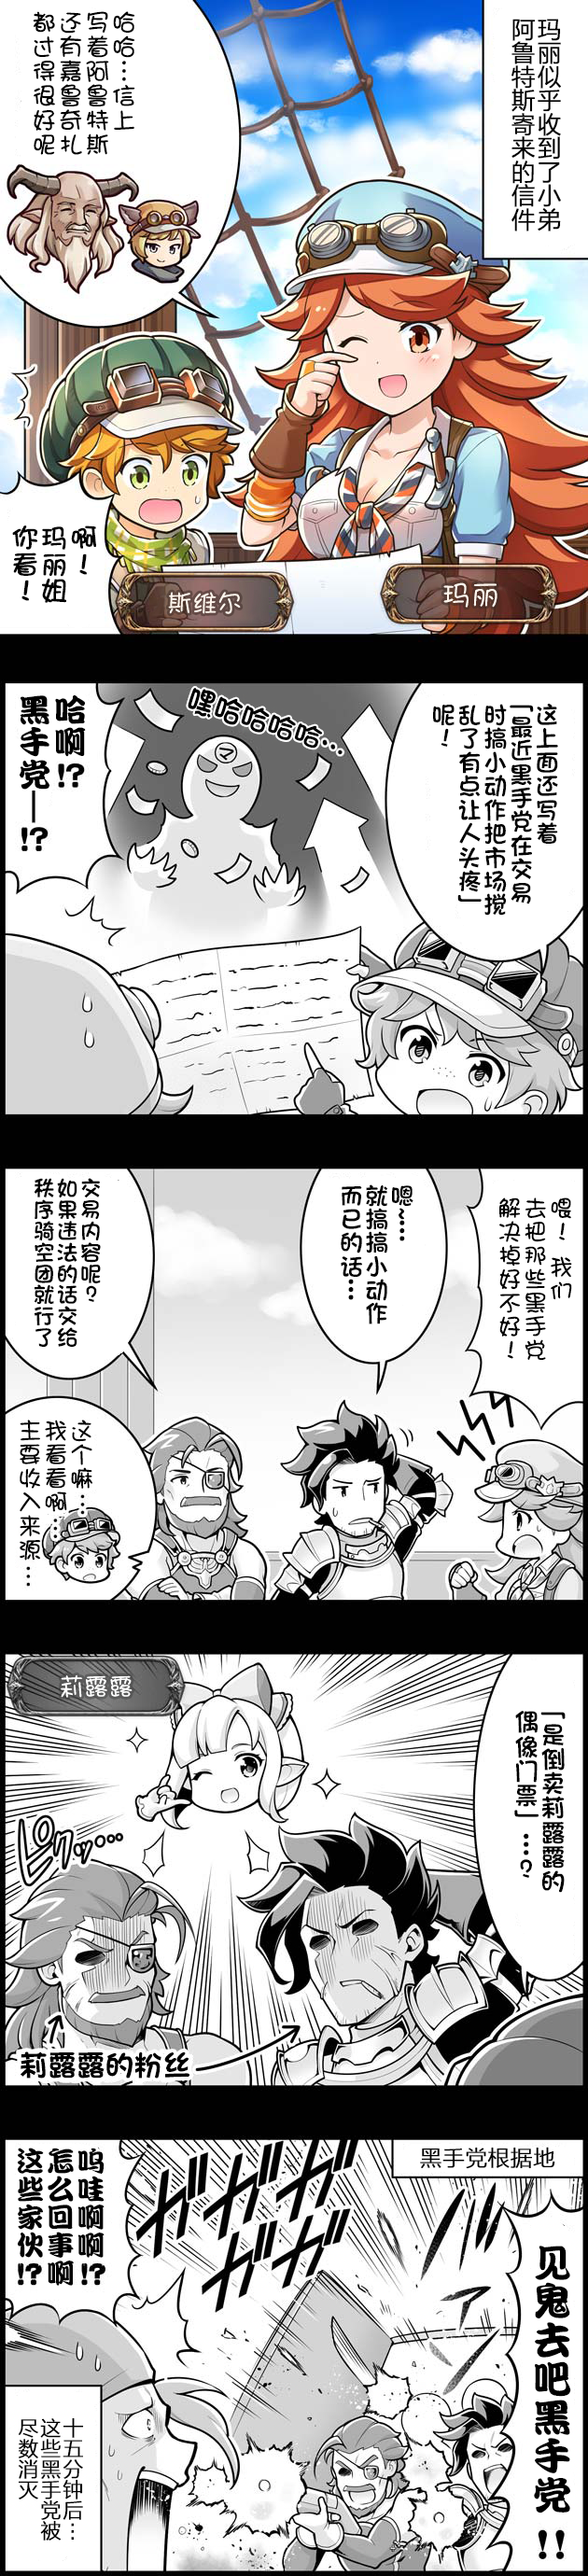 玛丽似乎收到了小弟
阿鲁特斯寄来的信件
哈哈…信上
写着阿鲁特斯
还有嘉鲁奇扎
都过得很好呢
啊！
玛丽姐
你看！
斯维尔
玛丽
这上面还写着
「最近黑手党在交易
时搞小动作把市场搅
乱了有点让人头疼」
呢！
嘿哈哈哈哈…
マ
哈啊!?
黑手党—!?
喂！我们
去把那些黑手党
解决掉好不好！
嗯~~……
就搞搞小动作
而已的话…
交易内容呢？
如果违法的话交给
秩序骑空团就行了
这个嘛……
我看看啊……
主要收入来源…
「是倒卖莉露露的
偶像门票」…?
莉露露
ピクッ…
莉露露的粉丝
黑手党根据地
见鬼去吧黑手党!!
ガガガ
呜哇啊啊!?
怎么回事啊
这些家伙!?
十五分钟后…
这些黑手党被
尽数消灭